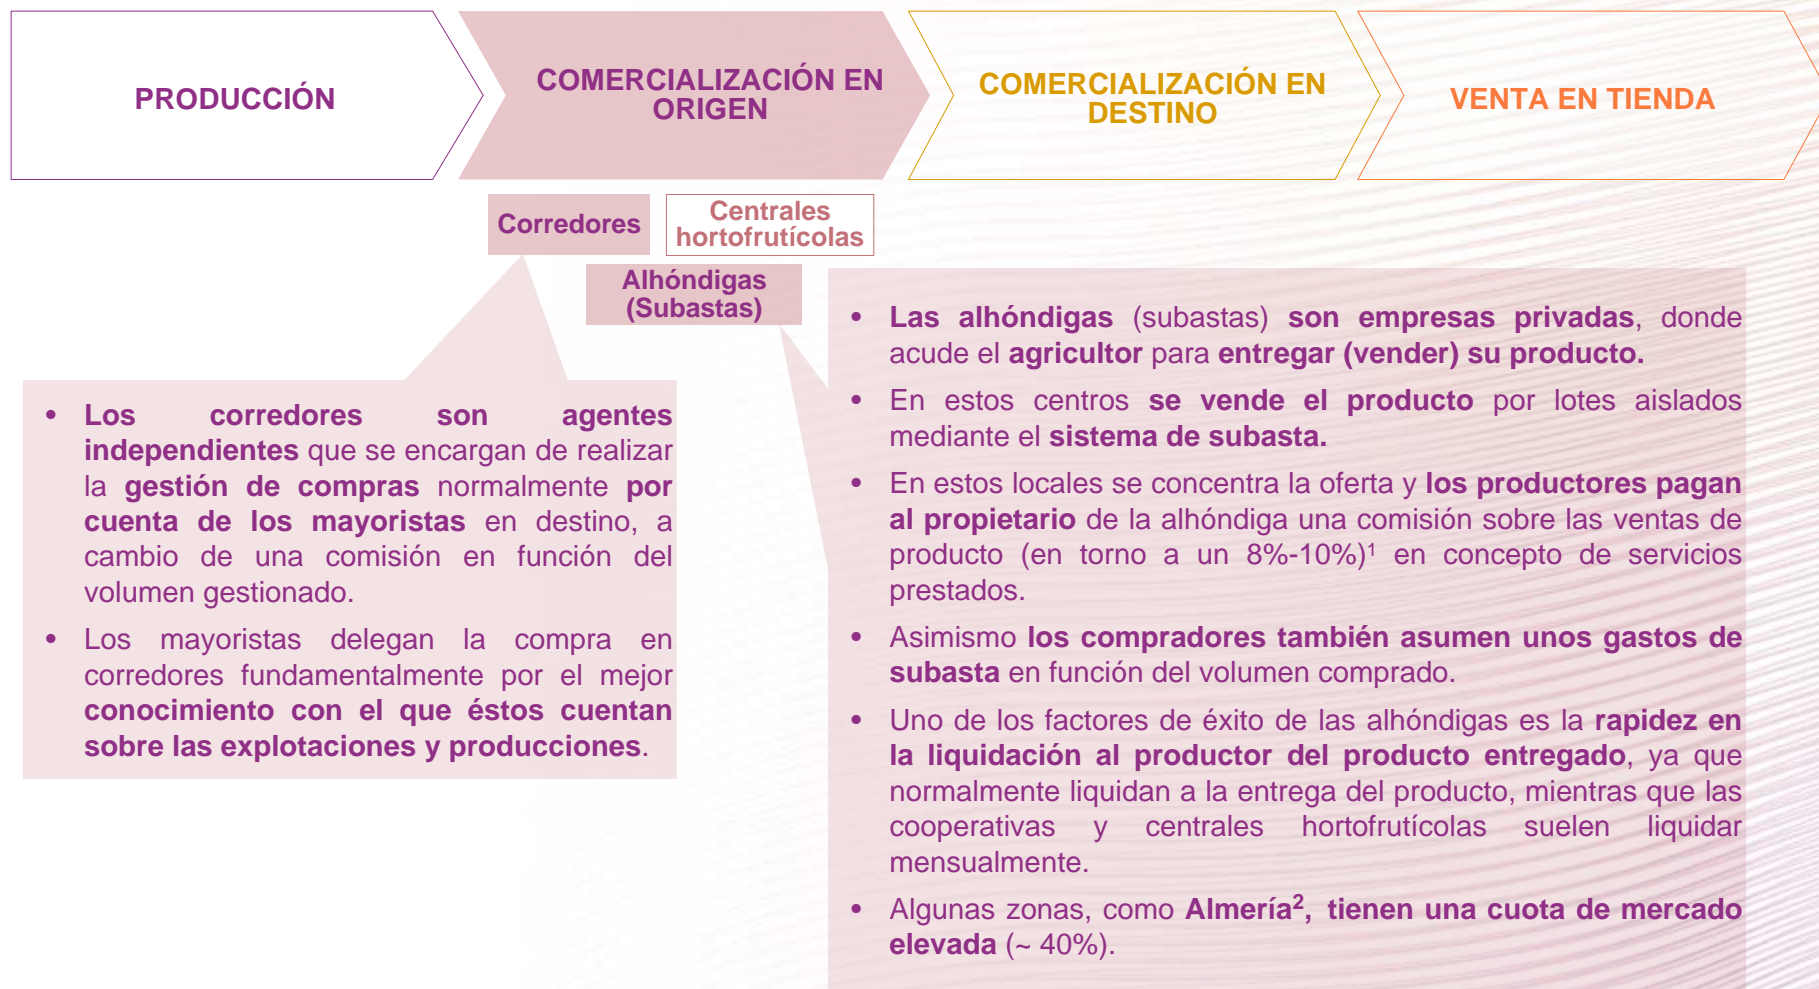 PRODUCCIÓN
COMERCIALIZACIÓN EN
ORIGEN
COMERCIALIZACIÓN EN
DESTINO
VENTA EN TIENDA
Corredores
Centrales
hortofrutícolas
Alhóndigas
(Subastas)
• Los corredores son agentes
independientes que se encargan de realizar
la gestión de compras normalmente por
cuenta de los mayoristas en destino, a
cambio de una comisión en función del
volumen gestionado.
• Los mayoristas delegan la compra en
corredores fundamentalmente por el mejor
conocimiento con el que éstos cuentan
sobre las explotaciones y producciones.
• Las alhóndigas (subastas) son empresas privadas, donde
acude el agricultor para entregar (vender) su producto.
• En estos centros se vende el producto por lotes aislados
mediante el sistema de subasta.
• En estos locales se concentra la oferta y los productores pagan
al propietario de la alhóndiga una comisión sobre las ventas de
producto (en torno a un 8%-10%)¹ en concepto de servicios
prestados.
• Asimismo los compradores también asumen unos gastos de
subasta en función del volumen comprado.
• Uno de los factores de éxito de las alhóndigas es la rapidez en
la liquidación al productor del producto entregado, ya que
normalmente liquidan a la entrega del producto, mientras que las
cooperativas y centrales hortofrutícolas suelen liquidar
mensualmente.
• Algunas zonas, como Almería², tienen una cuota de mercado
elevada (~ 40%).